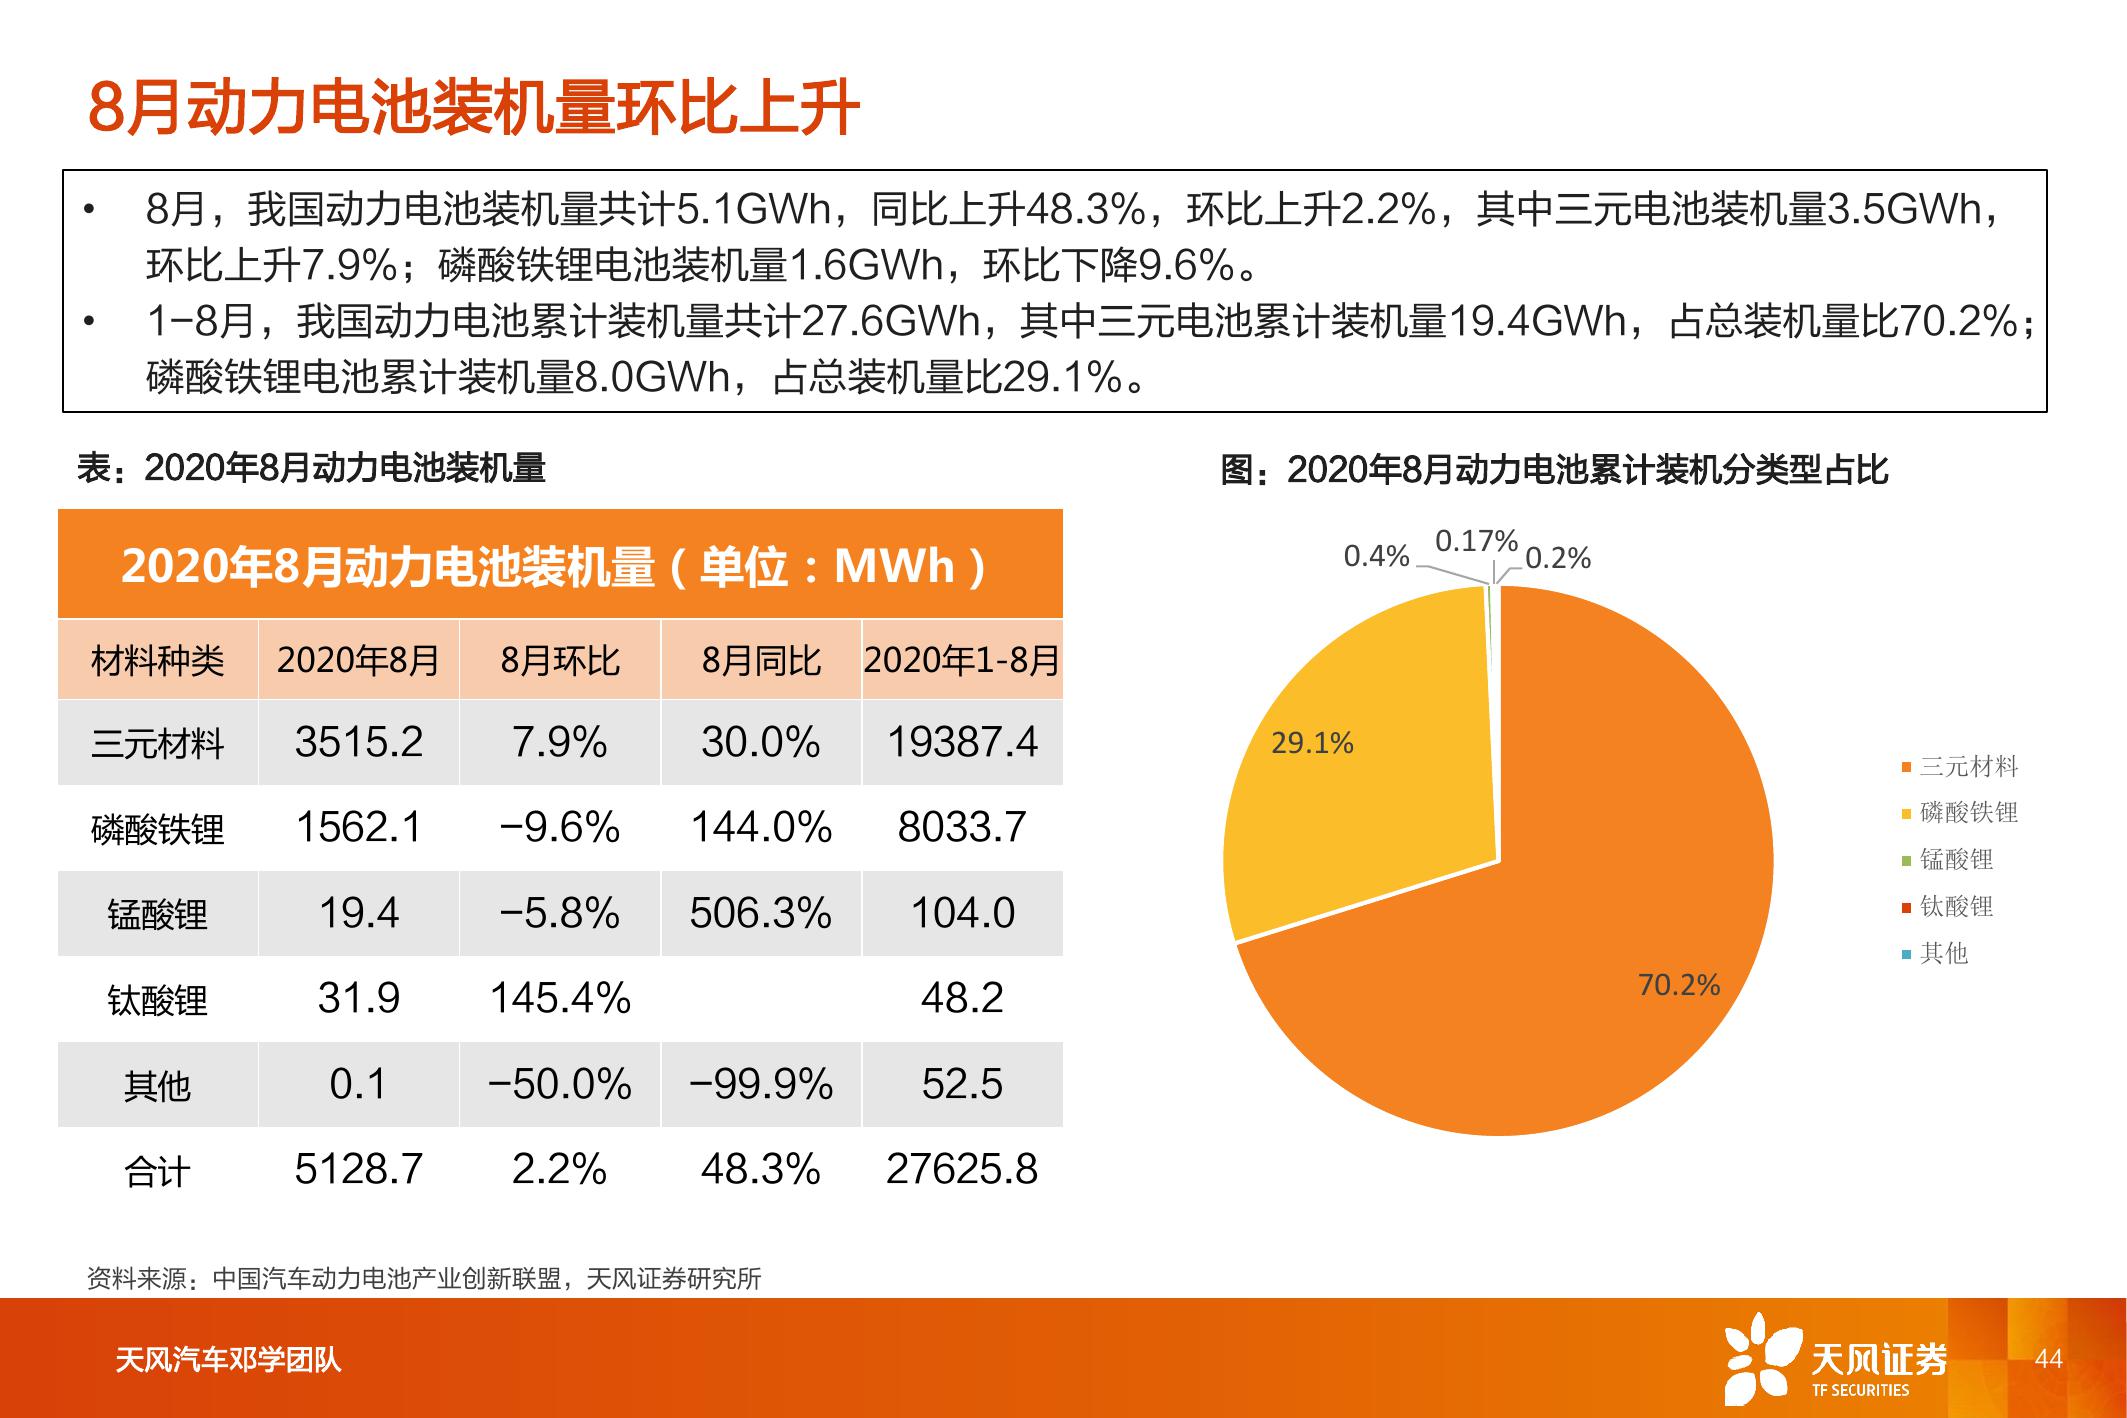 8月动力电池装机量环比上升
• 8月，我国动力电池装机量共计5.1GWh，同比上升48.3%，环比上升2.2%，其中三元电池装机量3.5GWh，
环比上升7.9%；磷酸铁锂电池装机量1.6GWh，环比下降9.6%。
• 1-8月，我国动力电池累计装机量共计27.6GWh，其中三元电池累计装机量19.4GWh，占总装机量比70.2%；
磷酸铁锂电池累计装机量8.0GWh，占总装机量比29.1%。
表：2020年8月动力电池装机量
2020年8月动力电池装机量（单位：MWh）
材料种类 2020年8月 8月环比 8月同比 2020年1-8月
三元材料 3515.2 7.9% 30.0% 19387.4
磷酸铁锂 1562.1 -9.6% 144.0% 8033.7
锰酸锂 19.4 -5.8% 506.3% 104.0
钛酸锂 31.9 145.4% 48.2
其他 0.1 -50.0% -99.9% 52.5
合计 5128.7 2.2% 48.3% 27625.8
图：2020年8月动力电池累计装机分类型占比
0.4% 0.17% 0.2%
29.1%
70.2%
三元材料
磷酸铁锂
锰酸锂
钛酸锂
其他
资料来源：中国汽车动力电池产业创新联盟，天风证券研究所
天风汽车邓学团队
天风证券
TF SECURITIES
44